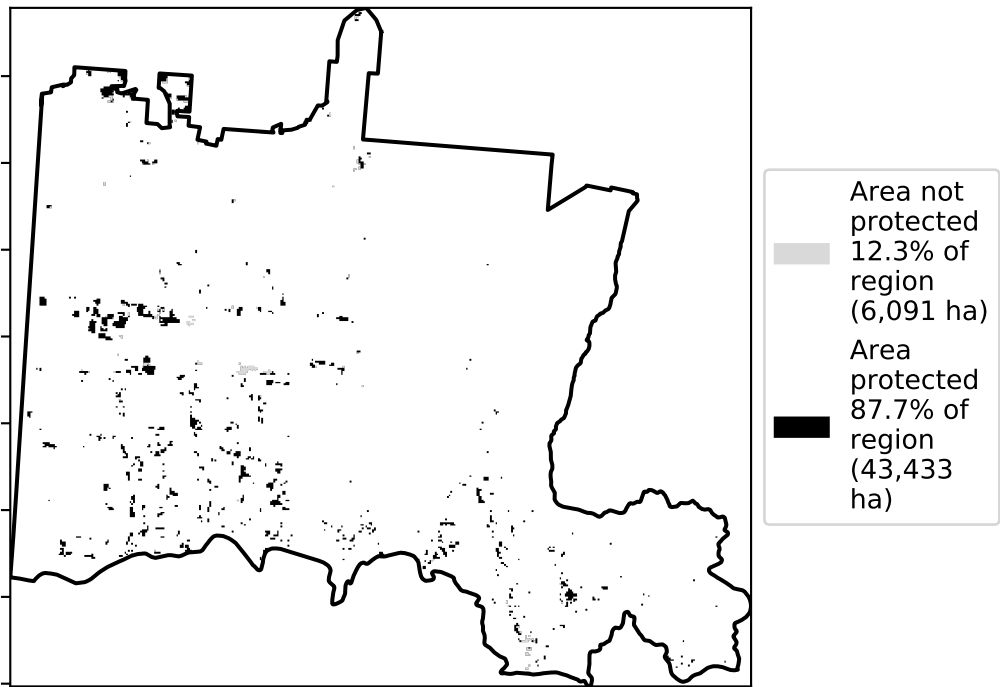 Area not
protected
12.3% of
region
(6,091 ha)
Area
protected
87.7% of
region
(43,433
ha)